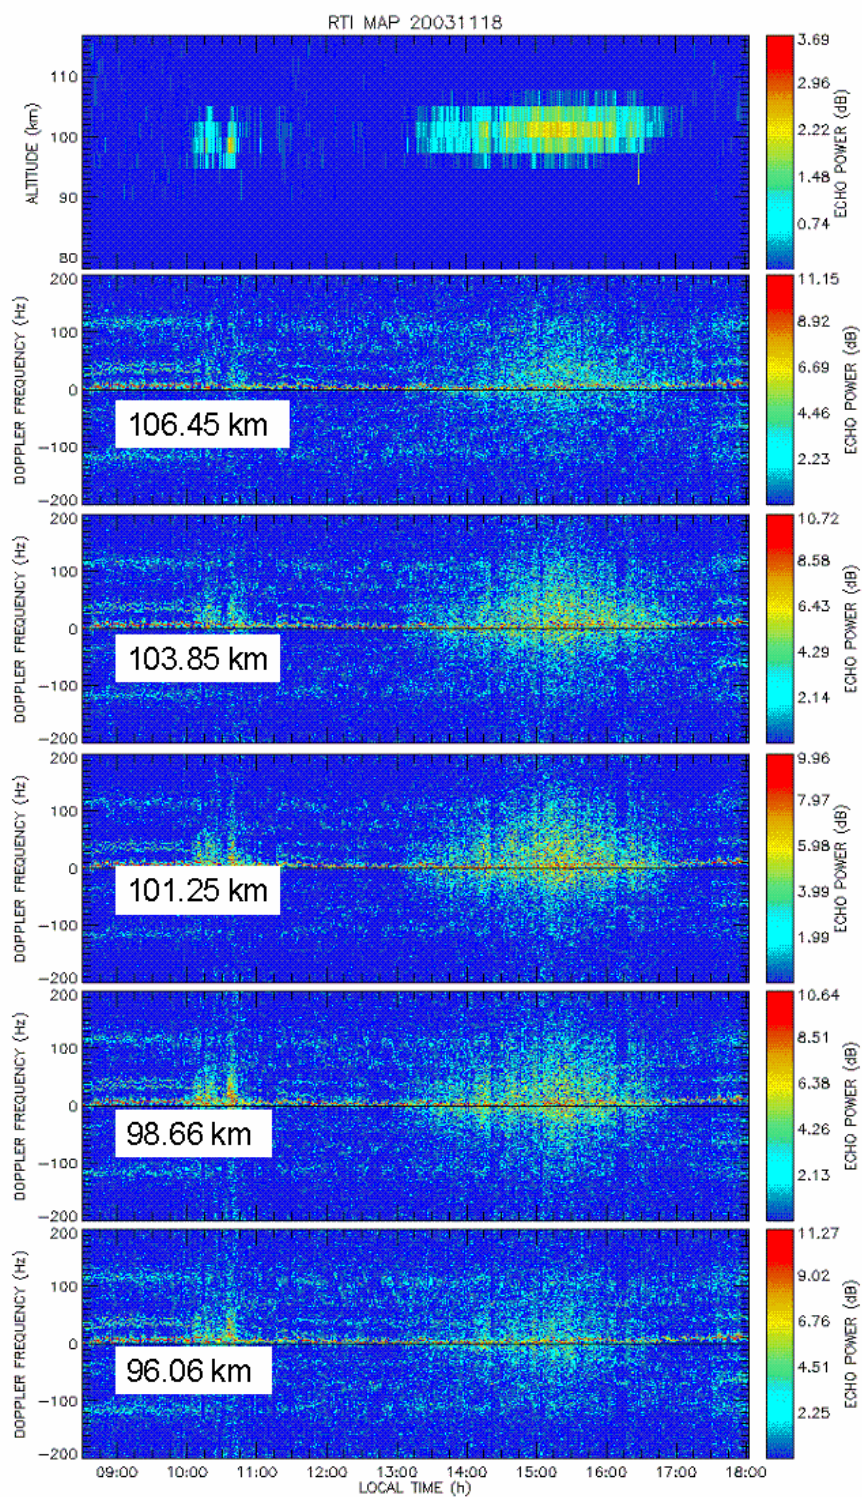 RTI MAP 20031118
110
100
90
80
ALTITUDE (km)
3.69
2.96
2.22
1.48
0.74
ECHO POWER (dB)
200
100
0
−100
−200
DOPPLER FREQUENCY (Hz)
106.45 km
11.15
8.92
6.69
4.46
2.23
ECHO POWER (dB)
200
100
0
−100
−200
DOPPLER FREQUENCY (Hz)
103.85 km
10.72
8.58
6.43
4.29
2.14
ECHO POWER (dB)
200
100
0
−100
−200
DOPPLER FREQUENCY (Hz)
101.25 km
9.96
7.97
5.98
3.99
1.99
ECHO POWER (dB)
200
100
0
−100
−200
DOPPLER FREQUENCY (Hz)
98.66 km
10.64
8.51
6.38
4.26
2.13
ECHO POWER (dB)
200
100
0
−100
−200
DOPPLER FREQUENCY (Hz)
96.06 km
11.27
9.02
6.76
4.51
2.25
ECHO POWER (dB)
09:00 10:00 11:00 12:00 13:00 14:00 15:00 16:00 17:00 18:00
LOCAL TIME (h)